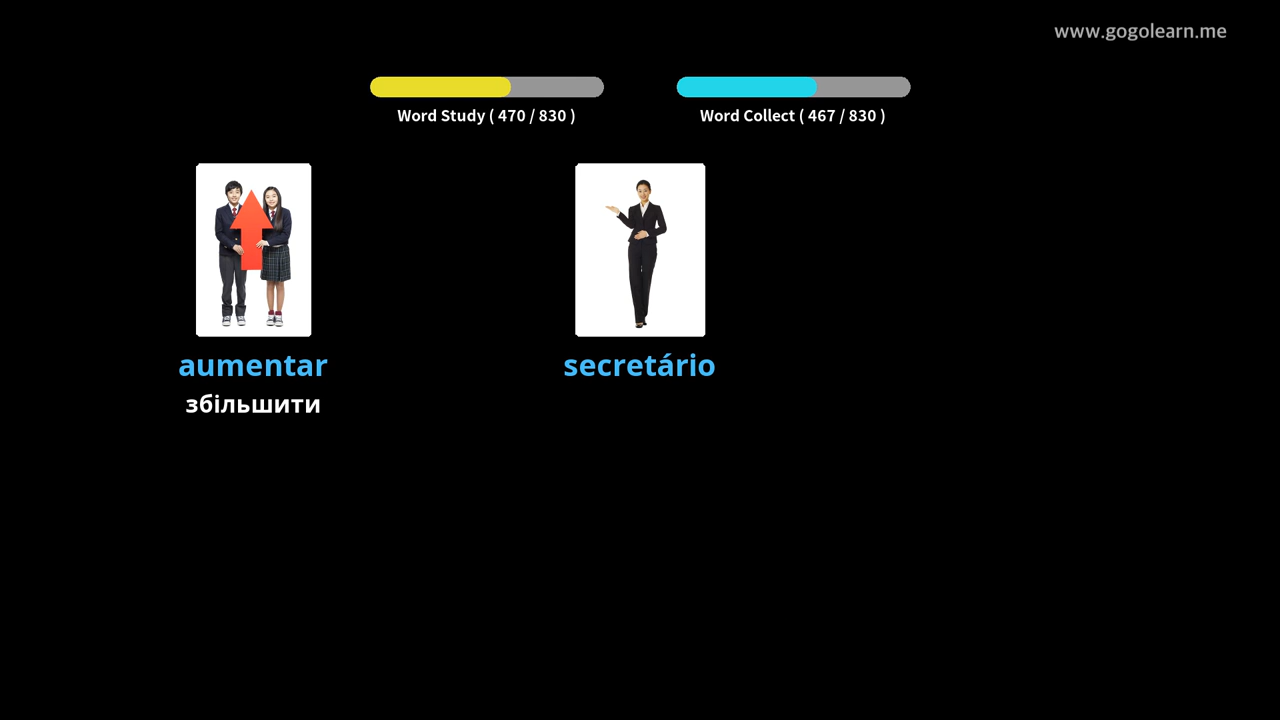 www.gogolearn.me
Word Study ( 470 / 830 )
Word Collect ( 467 / 830 )
aumentar
збільшити
secretário